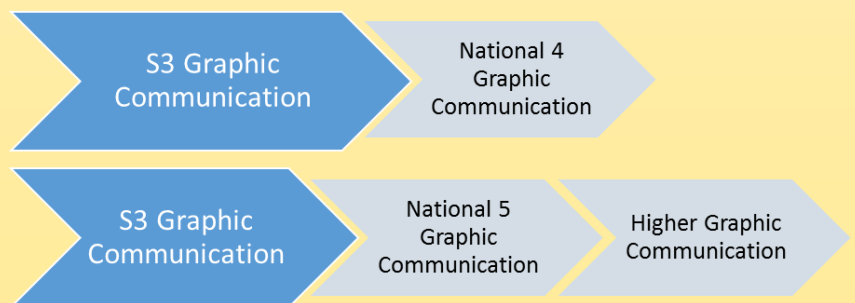 S3 Graphic
Communication
National 4
Graphic
Communication
S3 Graphic
Communication
National 5
Graphic
Communication
Higher Graphic
Communication